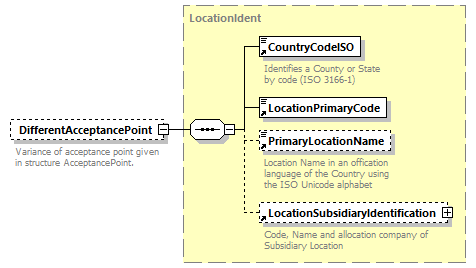 LocationIdent
CountryCodeISO
Identifies a County or State
by code (ISO 3166-1)
LocationPrimaryCode
DifferentAcceptancePoint
Variance of acceptance point given
in structure AcceptancePoint.
PrimaryLocationName
Location Name in an offication
language of the Country using
the ISO Unicode alphabet
LocationSubsidiaryIdentification
Code, Name and allocation company of
Subsidiary Location